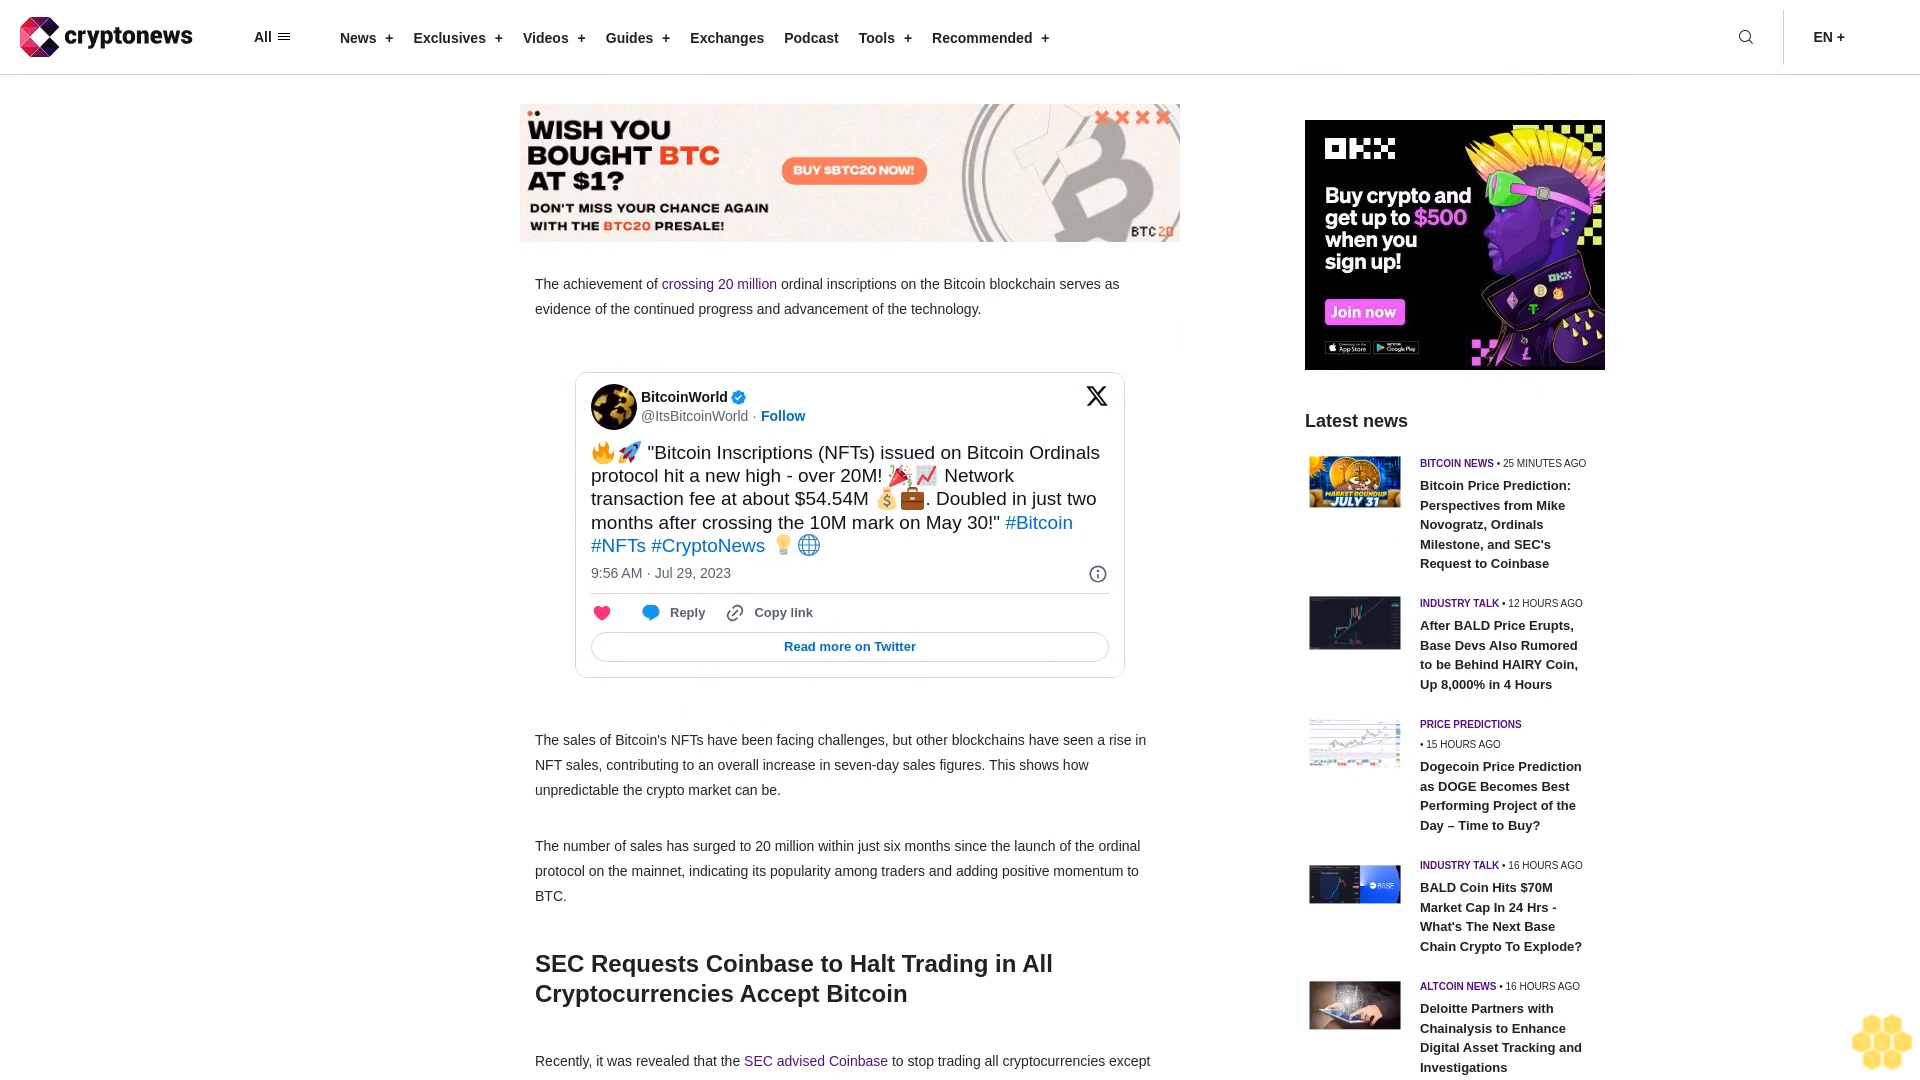 cryptonews
All
News +
Exclusives +
Videos +
Guides +
Exchanges
Podcast
Tools +
Recommended +
EN +
WISH YOU
BOUGHT BTC
AT $1?
DON'T MISS YOUR CHANCE AGAIN
WITH THE BTC20 PRESALE!
BUY $BTC20 NOW!
BTC20
The achievement of crossing 20 million ordinal inscriptions on the Bitcoin blockchain serves as
evidence of the continued progress and advancement of the technology.
BitcoinWorld
@ItsBitcoinWorld · Follow
🔥🚀 "Bitcoin Inscriptions (NFTs) issued on Bitcoin Ordinals
protocol hit a new high - over 20M! 🎉📈 Network
transaction fee at about $54.54M 💰💼. Doubled in just two
months after crossing the 10M mark on May 30!" #Bitcoin
#NFTs #CryptoNews 💡🌐
9:56 AM · Jul 29, 2023
Reply
Copy link
Read more on Twitter
The sales of Bitcoin's NFTs have been facing challenges, but other blockchains have seen a rise in
NFT sales, contributing to an overall increase in seven-day sales figures. This shows how
unpredictable the crypto market can be.
The number of sales has surged to 20 million within just six months since the launch of the ordinal
protocol on the mainnet, indicating its popularity among traders and adding positive momentum to
BTC.
SEC Requests Coinbase to Halt Trading in All
Cryptocurrencies Accept Bitcoin
Recently, it was revealed that the SEC advised Coinbase to stop trading all cryptocurrencies except
OKX
Buy crypto and
get up to $500
when you
sign up!
Join now
App Store
Google Play
OKX
Latest news
MARKET ROUNDUP
JULY 31
BITCOIN NEWS • 25 MINUTES AGO
Bitcoin Price Prediction:
Perspectives from Mike
Novogratz, Ordinals
Milestone, and SEC's
Request to Coinbase
INDUSTRY TALK • 12 HOURS AGO
After BALD Price Erupts,
Base Devs Also Rumored
to be Behind HAIRY Coin,
Up 8,000% in 4 Hours
PRICE PREDICTIONS
• 15 HOURS AGO
Dogecoin Price Prediction
as DOGE Becomes Best
Performing Project of the
Day – Time to Buy?
BASE
INDUSTRY TALK • 16 HOURS AGO
BALD Coin Hits $70M
Market Cap In 24 Hrs -
What's The Next Base
Chain Crypto To Explode?
ALTCOIN NEWS • 16 HOURS AGO
Deloitte Partners with
Chainalysis to Enhance
Digital Asset Tracking and
Investigations